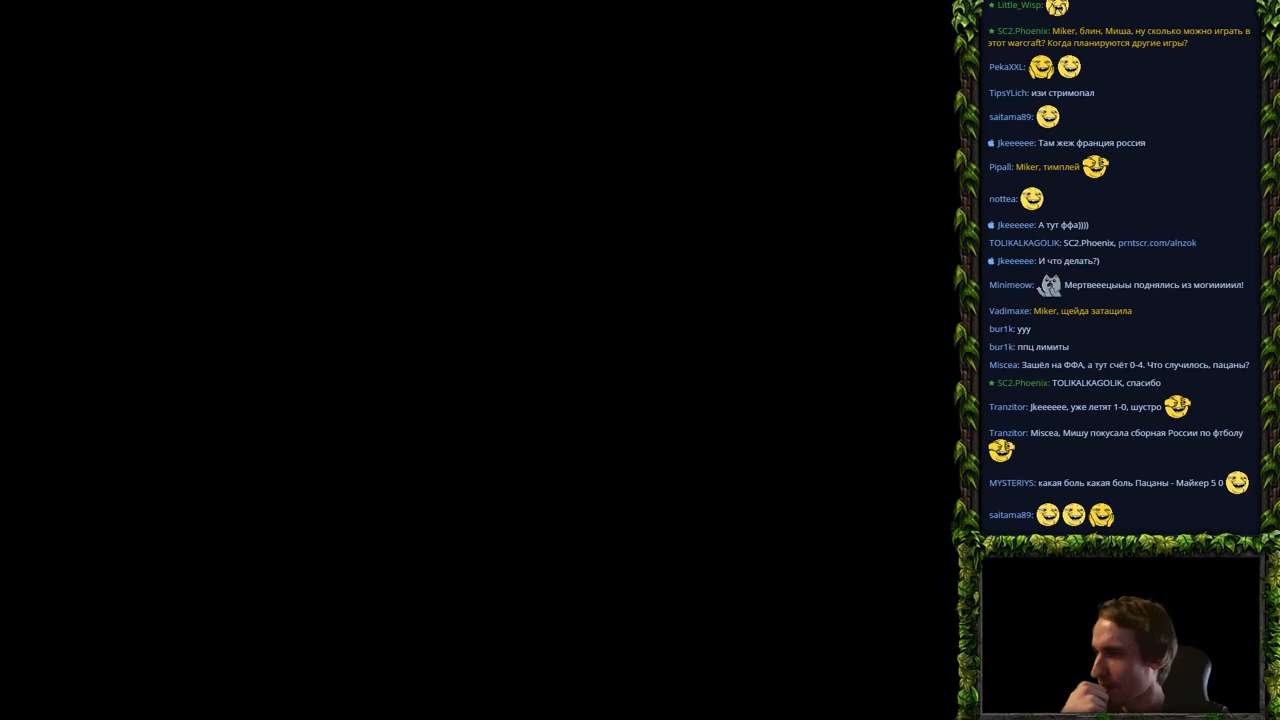 Little_Wisp:
SC2.Phoenix: Miker, блин, Миша, ну сколько можно играть в
этот warcraft? Когда планируются другие игры?
PekaXXL:
TipsYLich: изи стримопал
saitama89:
Jkeeeeee: Там жеж франция россия
Pipall: Miker, тимплей
nottea:
Jkeeeeee: А тут ффа))))
TOLIKALKAGOLIK: SC2.Phoenix, prntscr.com/alnzok
Jkeeeeee: И что делать?)
Minimeow: Мертвееецыыы поднялись из могииииил!
Vadimaxe: Miker, щейда затащила
bur1k: ууу
bur1k: ппц лимиты
Miscea: Зашёл на ФФА, а тут счёт 0-4. Что случилось, пацаны?
SC2.Phoenix: TOLIKALKAGOLIK, спасибо
Tranzitor: Jkeeeeee, уже летят 1-0, шустро
Tranzitor: Miscea, Мишу покусала сборная России по фтболу
MYSTERIYS: какая боль какая боль Пацаны - Майкер 5 0
saitama89: